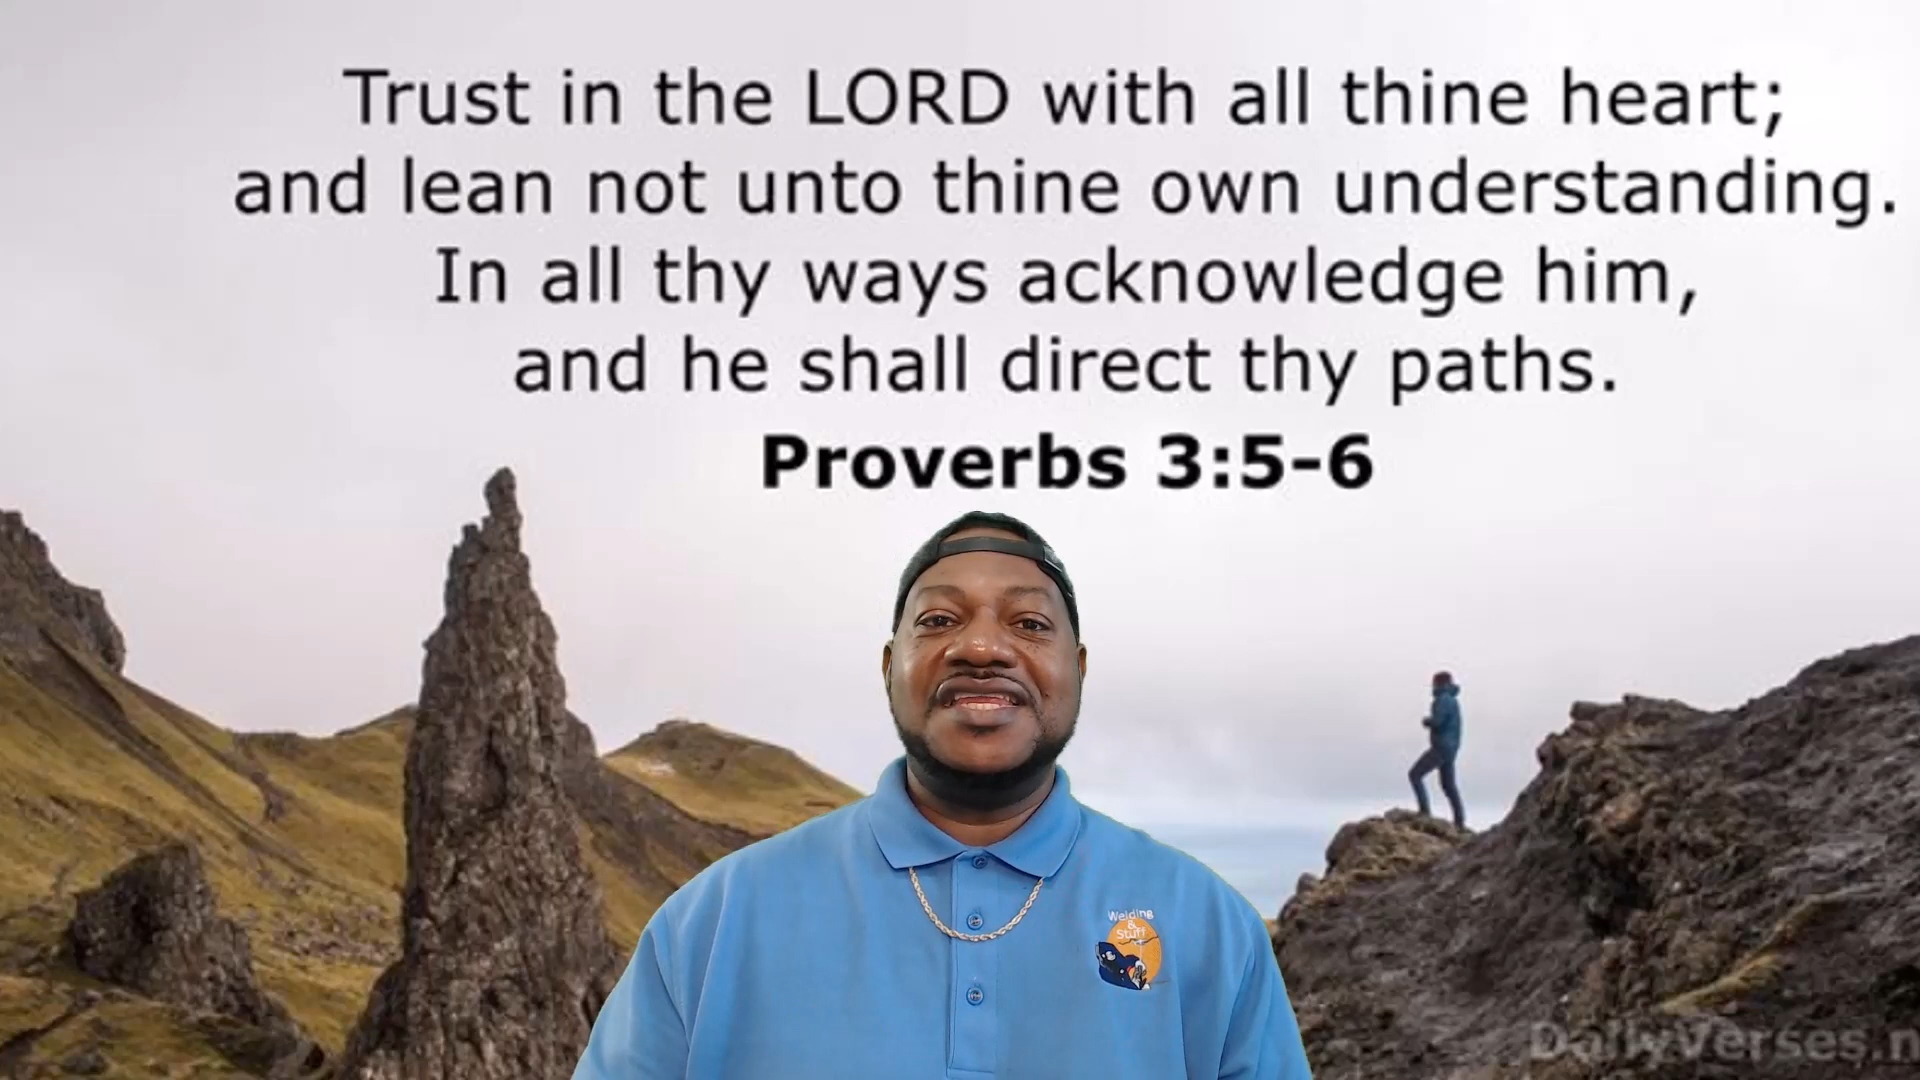 Trust in the LORD with all thine heart;
and lean not unto thine own understanding.
In all thy ways acknowledge him,
and he shall direct thy paths.
Proverbs 3:5-6
Welding
&
Stuff
DailyVerses.n